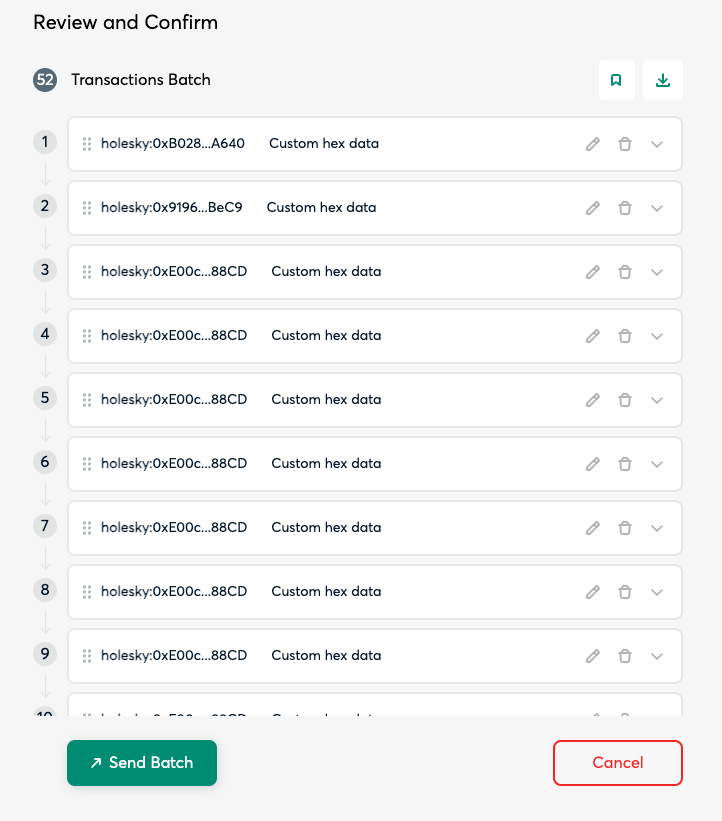 Review and Confirm
52 Transactions Batch
1 holesky:0xB028...A640 Custom hex data
2 holesky:0x9196...BeC9 Custom hex data
3 holesky:0xE00c...88CD Custom hex data
4 holesky:0xE00c...88CD Custom hex data
5 holesky:0xE00c...88CD Custom hex data
6 holesky:0xE00c...88CD Custom hex data
7 holesky:0xE00c...88CD Custom hex data
8 holesky:0xE00c...88CD Custom hex data
9 holesky:0xE00c...88CD Custom hex data
Send Batch Cancel